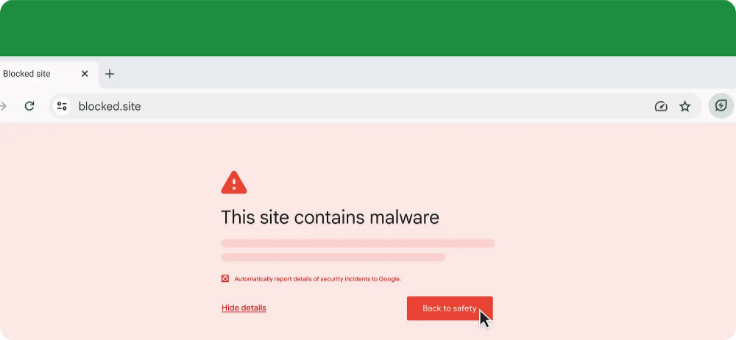 Blocked site
blocked.site
This site contains malware
Automatically report details of security incidents to Google.
Hide details
Back to safety